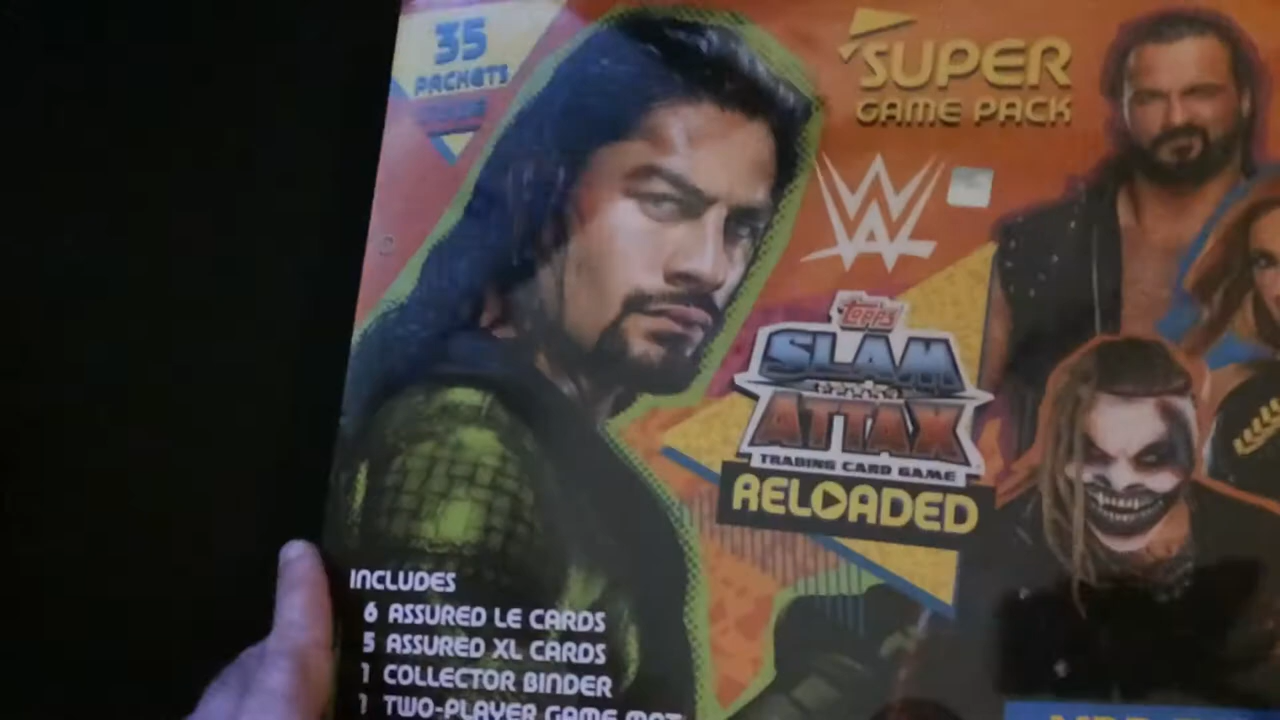 35
PACKETS
SUPER
GAME PACK
W
Topps
SLAM
ATTAX
TRADING CARD GAME
RELOADED
INCLUDES
6 ASSURED LE CARDS
5 ASSURED XL CARDS
1 COLLECTOR BINDER
1 TWO-PLAYER GAME MAT